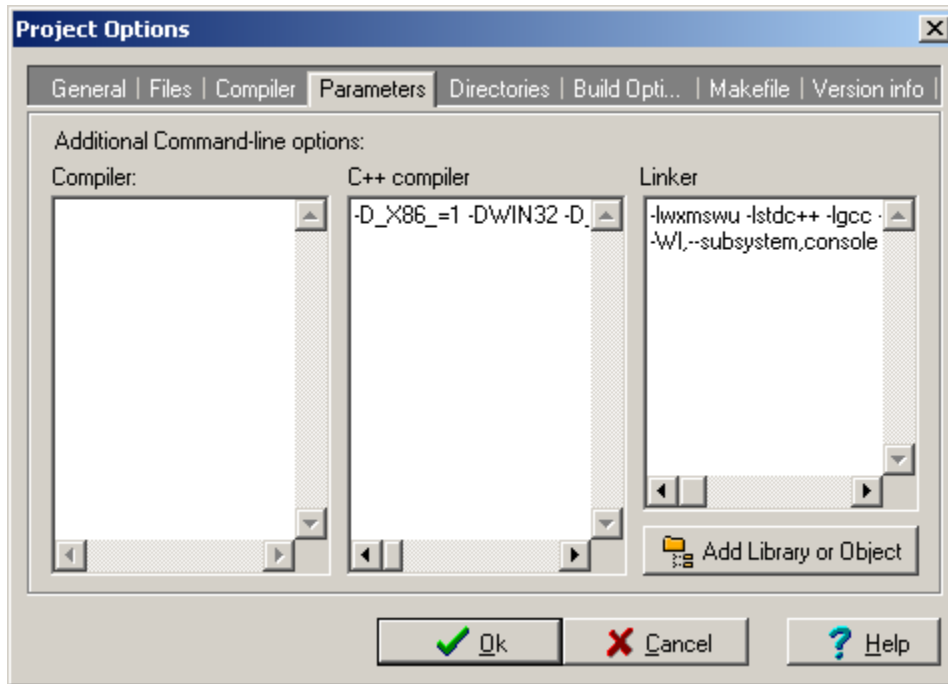 Project Options
General | Files | Compiler | Parameters | Directories | Build Opti... | Makefile | Version info |
Additional Command-line options:
Compiler: C++ compiler Linker
-D_X86_=1 -DWIN32 -D_ -lwxmswu -lstdc++ -lgcc -
-Wl,--subsystem,console
Add Library or Object
Ok Cancel Help